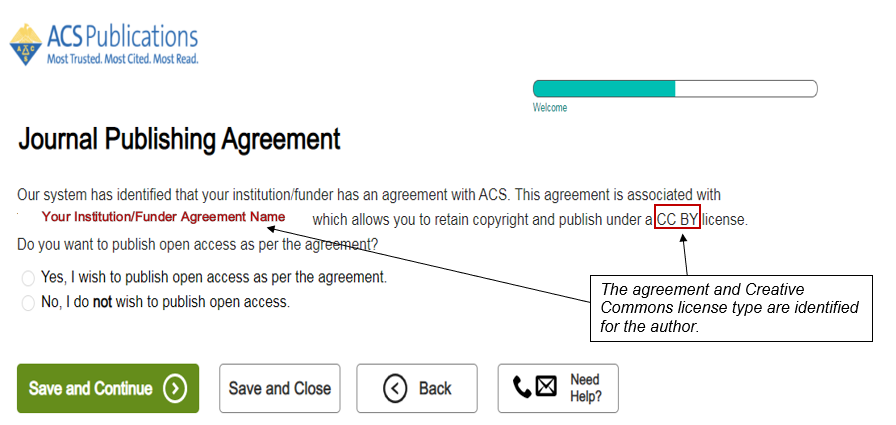 ACS Publications
Most Trusted. Most Cited. Most Read.
Welcome
Journal Publishing Agreement
Our system has identified that your institution/funder has an agreement with ACS. This agreement is associated with
Your Institution/Funder Agreement Name which allows you to retain copyright and publish under a CC BY license.
Do you want to publish open access as per the agreement?
Yes, I wish to publish open access as per the agreement.
No, I do not wish to publish open access.
The agreement and Creative
Commons license type are identified
for the author.
Save and Continue
Save and Close
Back
Need
Help?